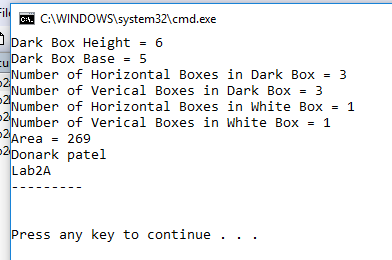 C:\WINDOWS\system32\cmd.exe
Dark Box Height = 6
Dark Box Base = 5
Number of Horizontal Boxes in Dark Box = 3
Number of Verical Boxes in Dark Box = 3
Number of Horizontal Boxes in White Box = 1
Number of Verical Boxes in White Box = 1
Area = 269
Donark patel
Lab2A
---------
Press any key to continue . . .